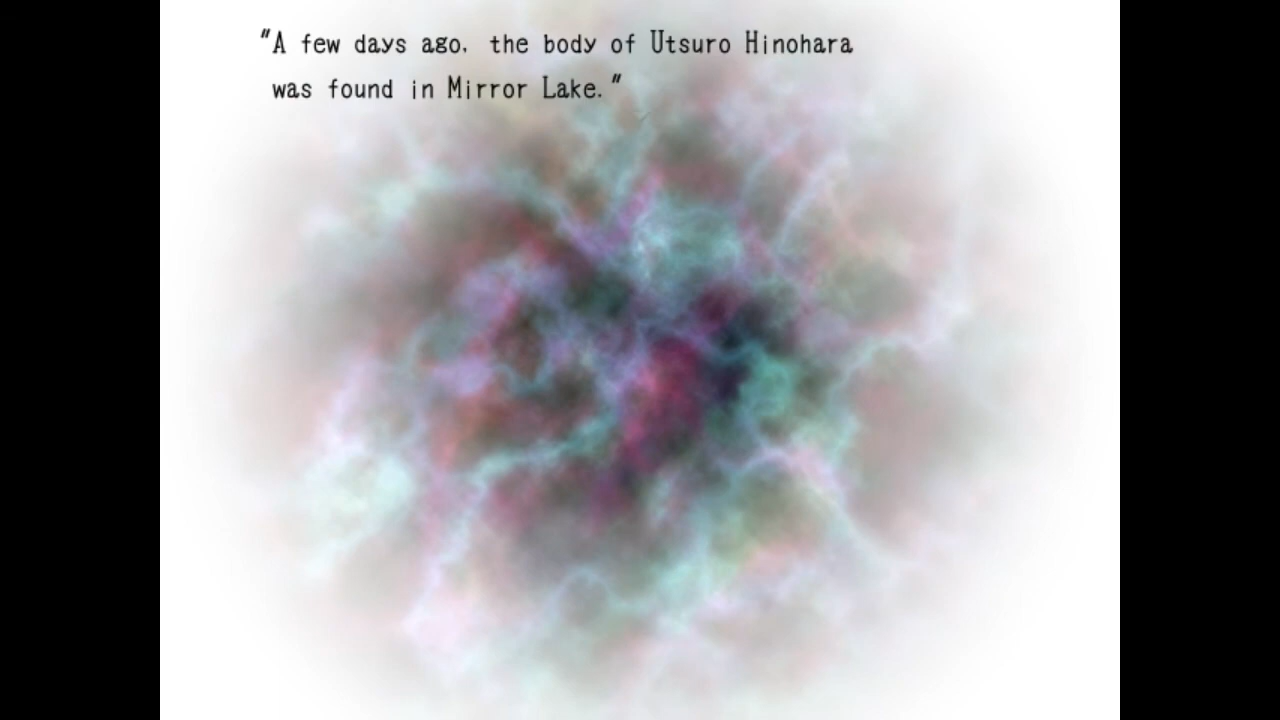 "A few days ago, the body of Utsuro Hinohara
was found in Mirror Lake."